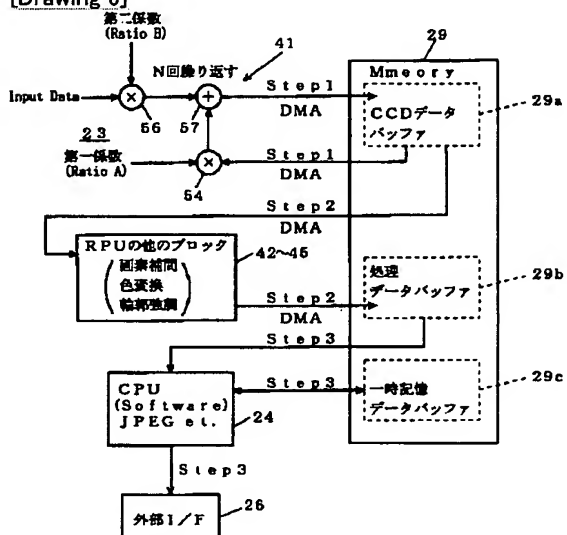 [Drawing 6]
第二係数
(Ratio B)
N回繰り返す
41
29
Mmeory
Input Data
Step1
DMA
CCDデータ
バッファ
29a
56
57
23
第一係数
(Ratio A)
54
Step1
DMA
Step2
DMA
RPUの他のブロック
画素補間
色変換
輪郭強調
42~45
Step2
DMA
処理
データバッファ
29b
Step3
CPU
(Software)
JPEG et.
24
Step3
一時記憶
データバッファ
29c
Step3
外部I/F
26